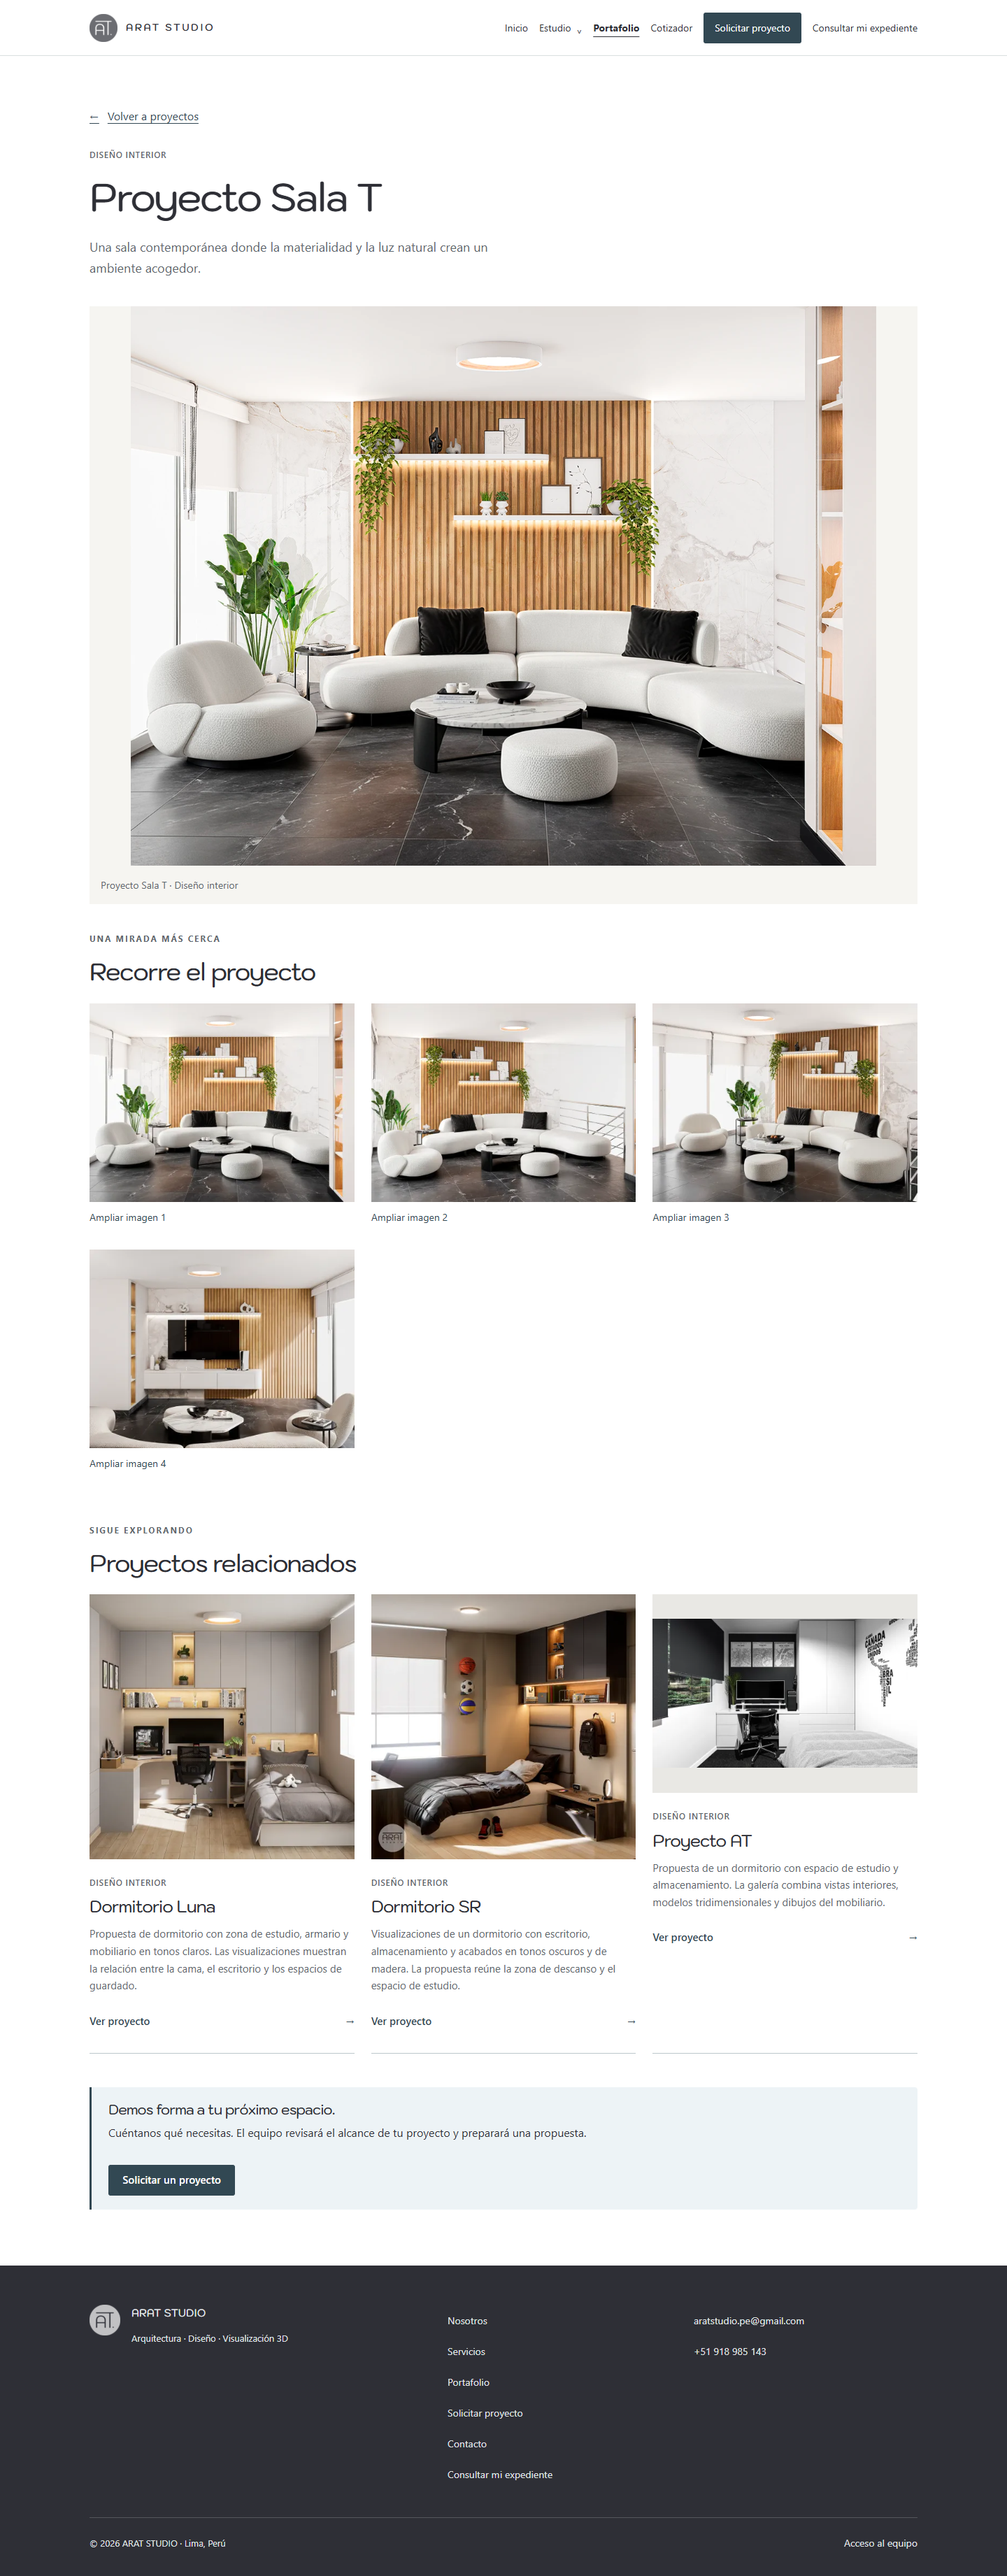 AT.
ARAT STUDIO
Inicio
Estudio
Portafolio
Cotizador
Solicitar proyecto
Consultar mi expediente
← Volver a proyectos
DISEÑO INTERIOR
Proyecto Sala T
Una sala contemporánea donde la materialidad y la luz natural crean un
ambiente acogedor.
Proyecto Sala T · Diseño interior
UNA MIRADA MÁS CERCA
Recorre el proyecto
Ampliar imagen 1
Ampliar imagen 2
Ampliar imagen 3
Ampliar imagen 4
SIGUE EXPLORANDO
Proyectos relacionados
ARAT
CANADA
ESTADOS
UNIDOS
BRA
SIL
DISEÑO INTERIOR
Dormitorio Luna
Propuesta de dormitorio con zona de estudio, armario y
mobiliario en tonos claros. Las visualizaciones muestran
la relación entre la cama, el escritorio y los espacios de
guardado.
Ver proyecto →
DISEÑO INTERIOR
Dormitorio SR
Visualizaciones de un dormitorio con escritorio,
almacenamiento y acabados en tonos oscuros y de
madera. La propuesta reúne la zona de descanso y el
espacio de estudio.
Ver proyecto →
DISEÑO INTERIOR
Proyecto AT
Propuesta de un dormitorio con espacio de estudio y
almacenamiento. La galería combina vistas interiores,
modelos tridimensionales y dibujos del mobiliario.
Ver proyecto →
Demos forma a tu próximo espacio.
Cuéntanos qué necesitas. El equipo revisará el alcance de tu proyecto y preparará una propuesta.
Solicitar un proyecto
AT.
ARAT STUDIO
Arquitectura · Diseño · Visualización 3D
Nosotros
Servicios
Portafolio
Solicitar proyecto
Contacto
Consultar mi expediente
aratstudio.pe@gmail.com
+51 918 985 143
© 2026 ARAT STUDIO · Lima, Perú
Acceso al equipo